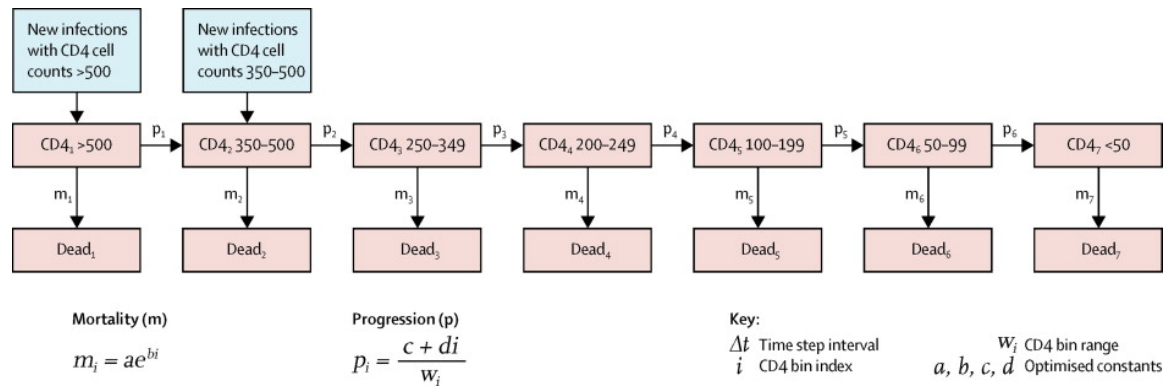 New infections
with CD4 cell
counts >500
New infections
with CD4 cell
counts 350–500
CD4₁ >500
p₁
CD4₂ 350–500
p₂
CD4₃ 250–349
p₃
CD4₄ 200–249
p₄
CD4₅ 100–199
p₅
CD4₆ 50–99
p₆
CD4₇ <50
m₁
m₂
m₃
m₄
m₅
m₆
m₇
Dead₁
Dead₂
Dead₃
Dead₄
Dead₅
Dead₆
Dead₇
Mortality (m)
mᵢ = ae^{bi}
Progression (p)
pᵢ = (c + di) / wᵢ
Key:
Δt Time step interval
i CD4 bin index
wᵢ CD4 bin range
a, b, c, d Optimised constants